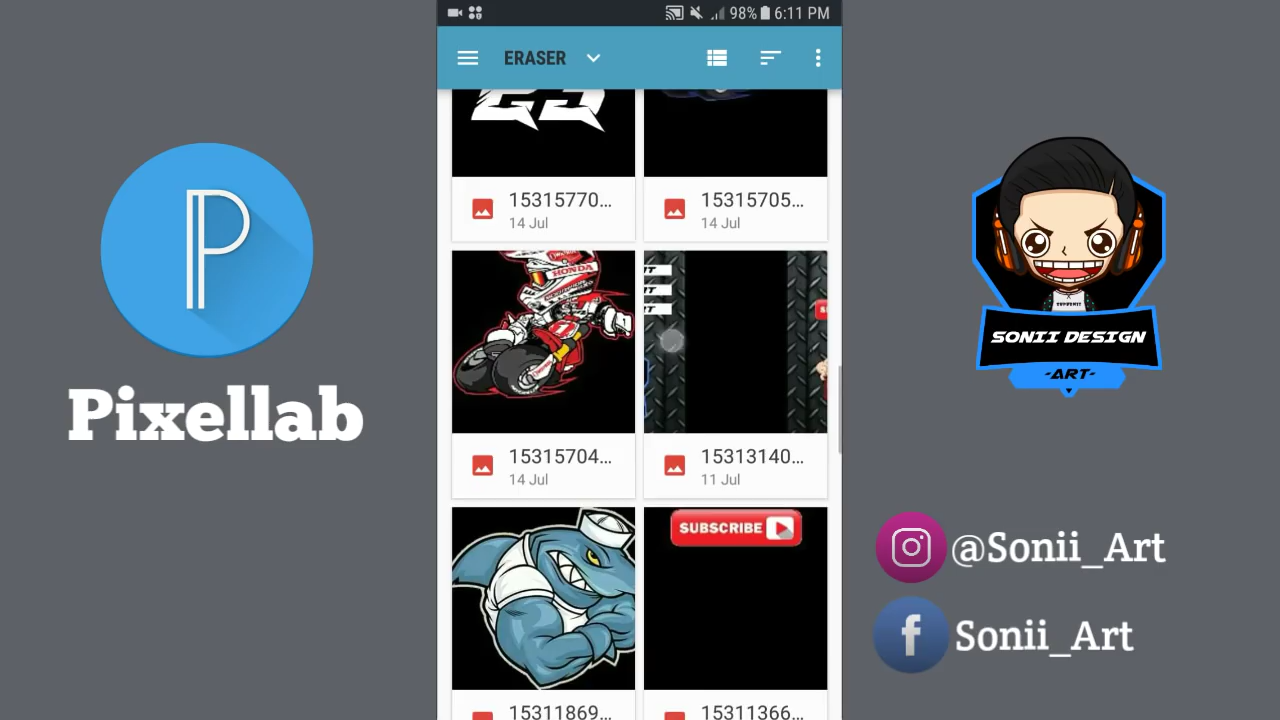 98% 6:11 PM
ERASER
15315770...
14 Jul
15315705...
14 Jul
HONDA
1
15315704...
14 Jul
15313140...
11 Jul
SUBSCRIBE
15311869...
15311366...
P
Pixellab
SONII DESIGN
-ART-
@Sonii_Art
f
Sonii_Art